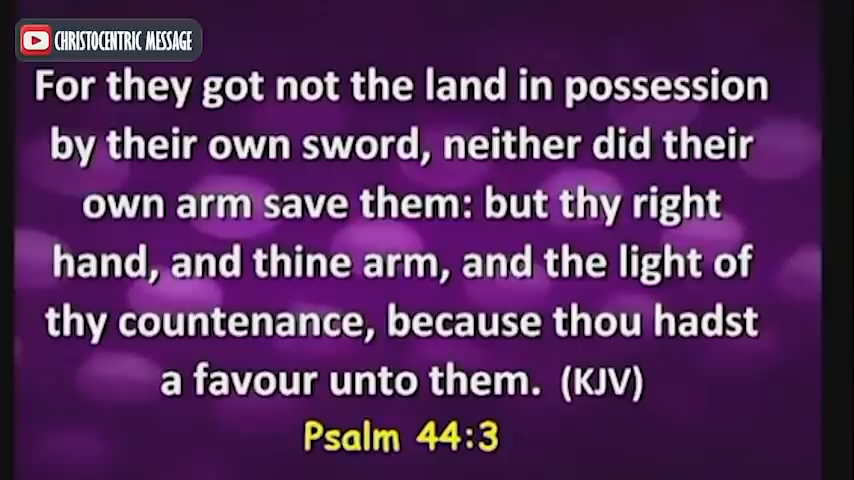 CHRISTOCENTRIC MESSAGE
For they got not the land in possession
by their own sword, neither did their
own arm save them: but thy right
hand, and thine arm, and the light of
thy countenance, because thou hadst
a favour unto them. (KJV)
Psalm 44:3